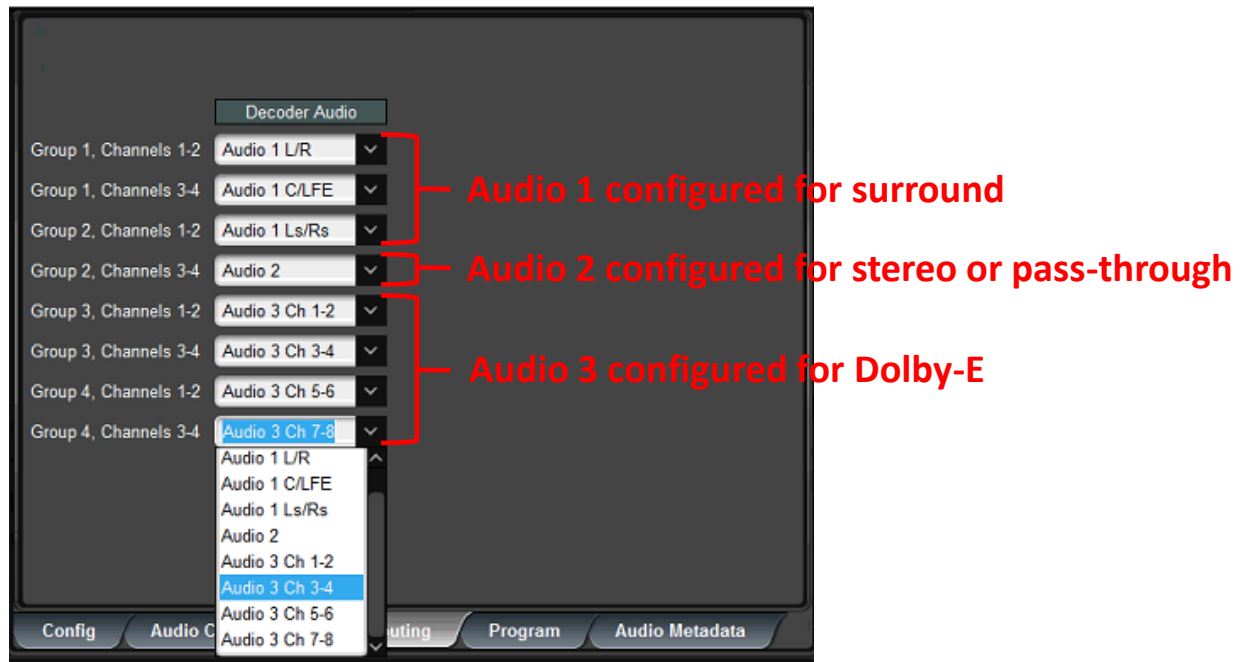 Decoder Audio
Group 1, Channels 1-2 Audio 1 L/R
Group 1, Channels 3-4 Audio 1 C/LFE
Audio 1 configured for surround
Group 2, Channels 1-2 Audio 1 Ls/Rs
Group 2, Channels 3-4 Audio 2
Audio 2 configured for stereo or pass-through
Group 3, Channels 1-2 Audio 3 Ch 1-2
Group 3, Channels 3-4 Audio 3 Ch 3-4
Audio 3 configured for Dolby-E
Group 4, Channels 1-2 Audio 3 Ch 5-6
Group 4, Channels 3-4 Audio 3 Ch 7-8
Audio 1 L/R
Audio 1 C/LFE
Audio 1 Ls/Rs
Audio 2
Audio 3 Ch 1-2
Audio 3 Ch 3-4
Audio 3 Ch 5-6
Audio 3 Ch 7-8
Config Audio C uting Program Audio Metadata